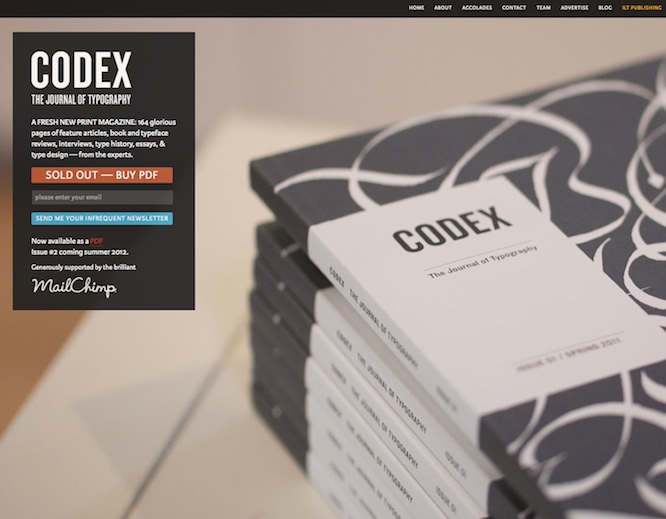 HOME ABOUT ACCOLADES CONTACT TEAM ADVERTISE BLOG ILT PUBLISHING
CODEX
THE JOURNAL OF TYPOGRAPHY
A FRESH NEW PRINT MAGAZINE: 164 glorious
pages of feature articles, book and typeface
reviews, interviews, type history, essays, &
type design — from the experts.
SOLD OUT — BUY PDF
please enter your email
SEND ME YOUR INFREQUENT NEWSLETTER
Now available as a PDF
Issue #2 coming summer 2012.
Generously supported by the brilliant
MailChimp
CODEX
The Journal of Typography
ISSUE 01 / SPRING 2011
CODEX THE JOURNAL OF TYPOGRAPHY ISSUE 01
CODEX THE JOURNAL OF TYPOGRAPHY ISSUE 01
CODEX THE JOURNAL OF TYPOGRAPHY ISSUE 01
CODEX THE JOURNAL OF TYPOGRAPHY